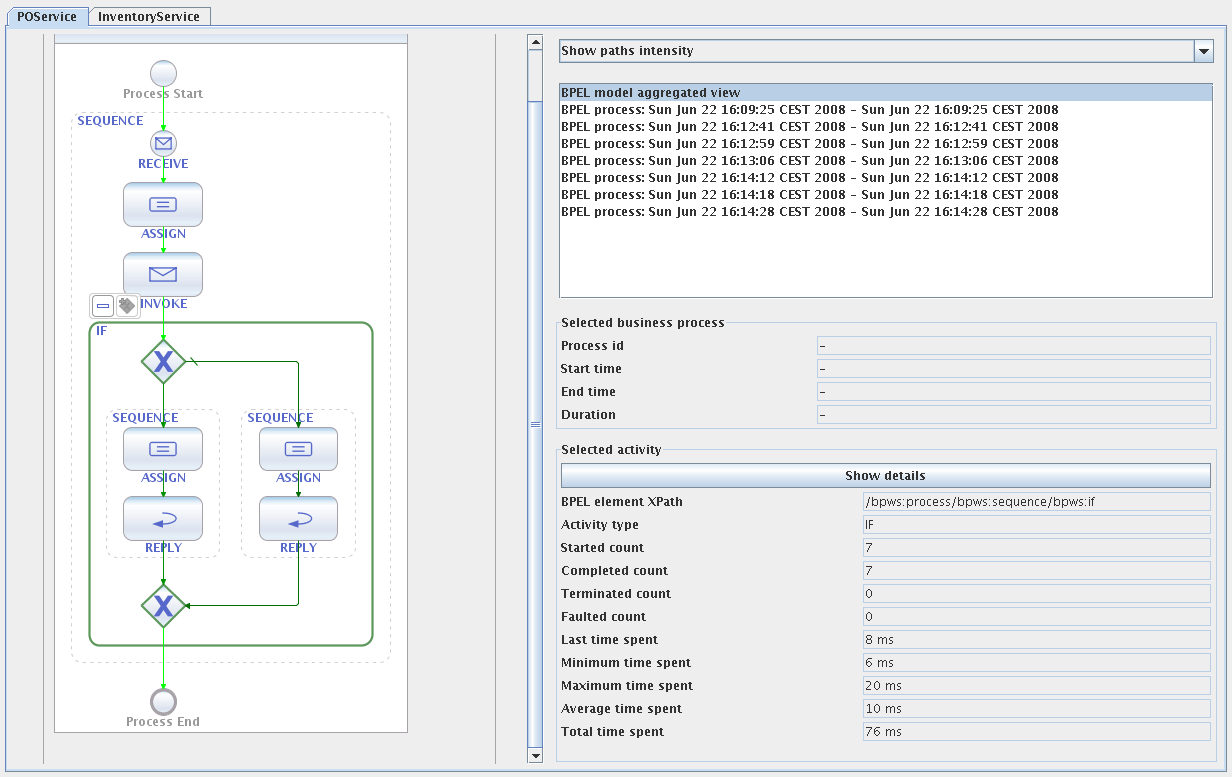 POService
InventoryService
Process Start
SEQUENCE
RECEIVE
ASSIGN
INVOKE
IF
X
SEQUENCE
SEQUENCE
ASSIGN
ASSIGN
REPLY
REPLY
X
Process End
Show paths intensity
BPEL model aggregated view
BPEL process: Sun Jun 22 16:09:25 CEST 2008 – Sun Jun 22 16:09:25 CEST 2008
BPEL process: Sun Jun 22 16:12:41 CEST 2008 – Sun Jun 22 16:12:41 CEST 2008
BPEL process: Sun Jun 22 16:12:59 CEST 2008 – Sun Jun 22 16:12:59 CEST 2008
BPEL process: Sun Jun 22 16:13:06 CEST 2008 – Sun Jun 22 16:13:06 CEST 2008
BPEL process: Sun Jun 22 16:14:12 CEST 2008 – Sun Jun 22 16:14:12 CEST 2008
BPEL process: Sun Jun 22 16:14:18 CEST 2008 – Sun Jun 22 16:14:18 CEST 2008
BPEL process: Sun Jun 22 16:14:28 CEST 2008 – Sun Jun 22 16:14:28 CEST 2008
Selected business process
Process id –
Start time –
End time –
Duration –
Selected activity
Show details
BPEL element XPath /bpws:process/bpws:sequence/bpws:if
Activity type IF
Started count 7
Completed count 7
Terminated count 0
Faulted count 0
Last time spent 8 ms
Minimum time spent 6 ms
Maximum time spent 20 ms
Average time spent 10 ms
Total time spent 76 ms